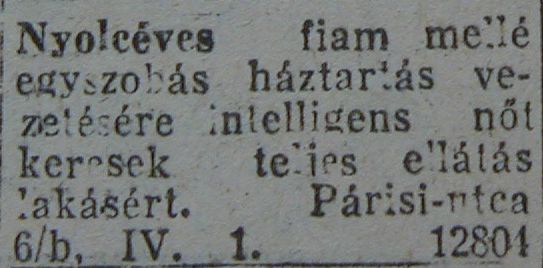 Nyolcéves fiam mellé
egyszobás háztartás ve-
zetésére intelligens nőt
keresek teljes ellátás
lakásért. Párisi-utca
6/b, IV. 1. 12804